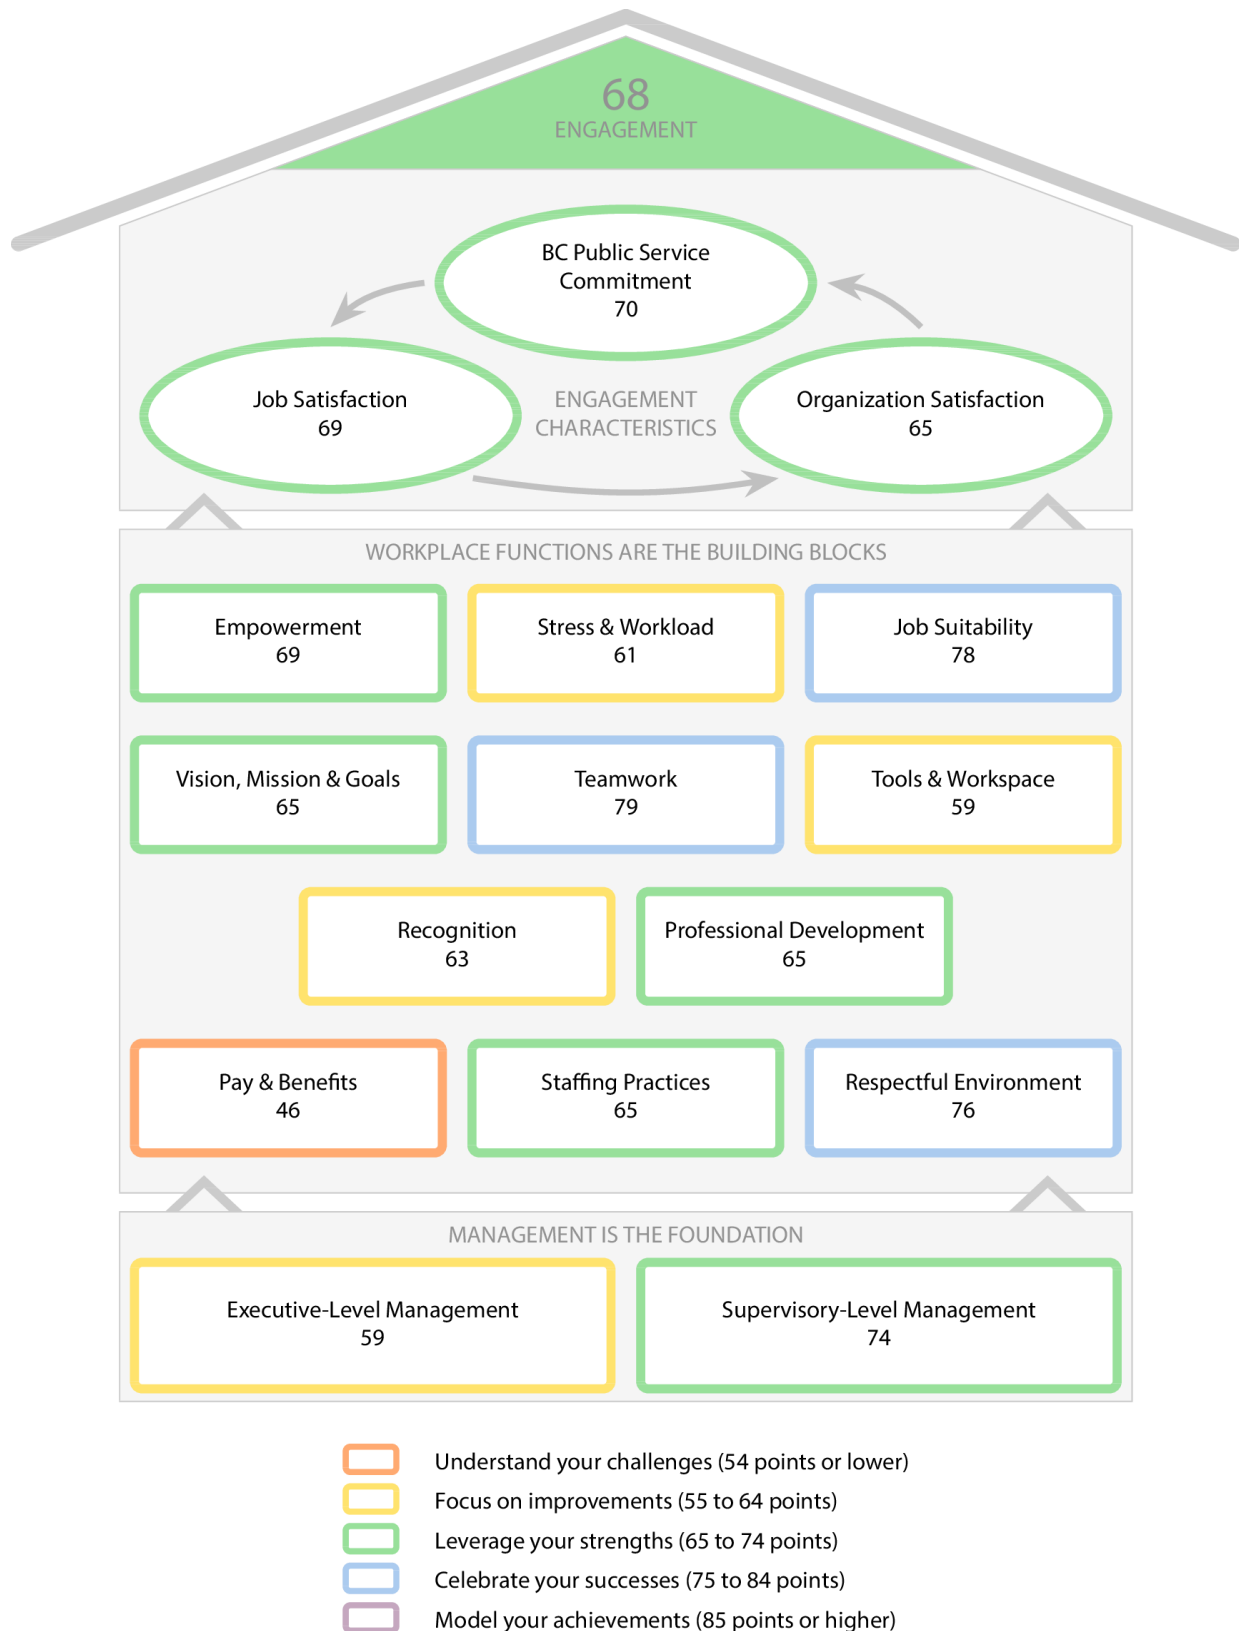 68
ENGAGEMENT
BC Public Service
Commitment
70
Job Satisfaction
69
ENGAGEMENT
CHARACTERISTICS
Organization Satisfaction
65
WORKPLACE FUNCTIONS ARE THE BUILDING BLOCKS
Empowerment
69
Stress & Workload
61
Job Suitability
78
Vision, Mission & Goals
65
Teamwork
79
Tools & Workspace
59
Recognition
63
Professional Development
65
Pay & Benefits
46
Staffing Practices
65
Respectful Environment
76
MANAGEMENT IS THE FOUNDATION
Executive-Level Management
59
Supervisory-Level Management
74
Understand your challenges (54 points or lower)
Focus on improvements (55 to 64 points)
Leverage your strengths (65 to 74 points)
Celebrate your successes (75 to 84 points)
Model your achievements (85 points or higher)